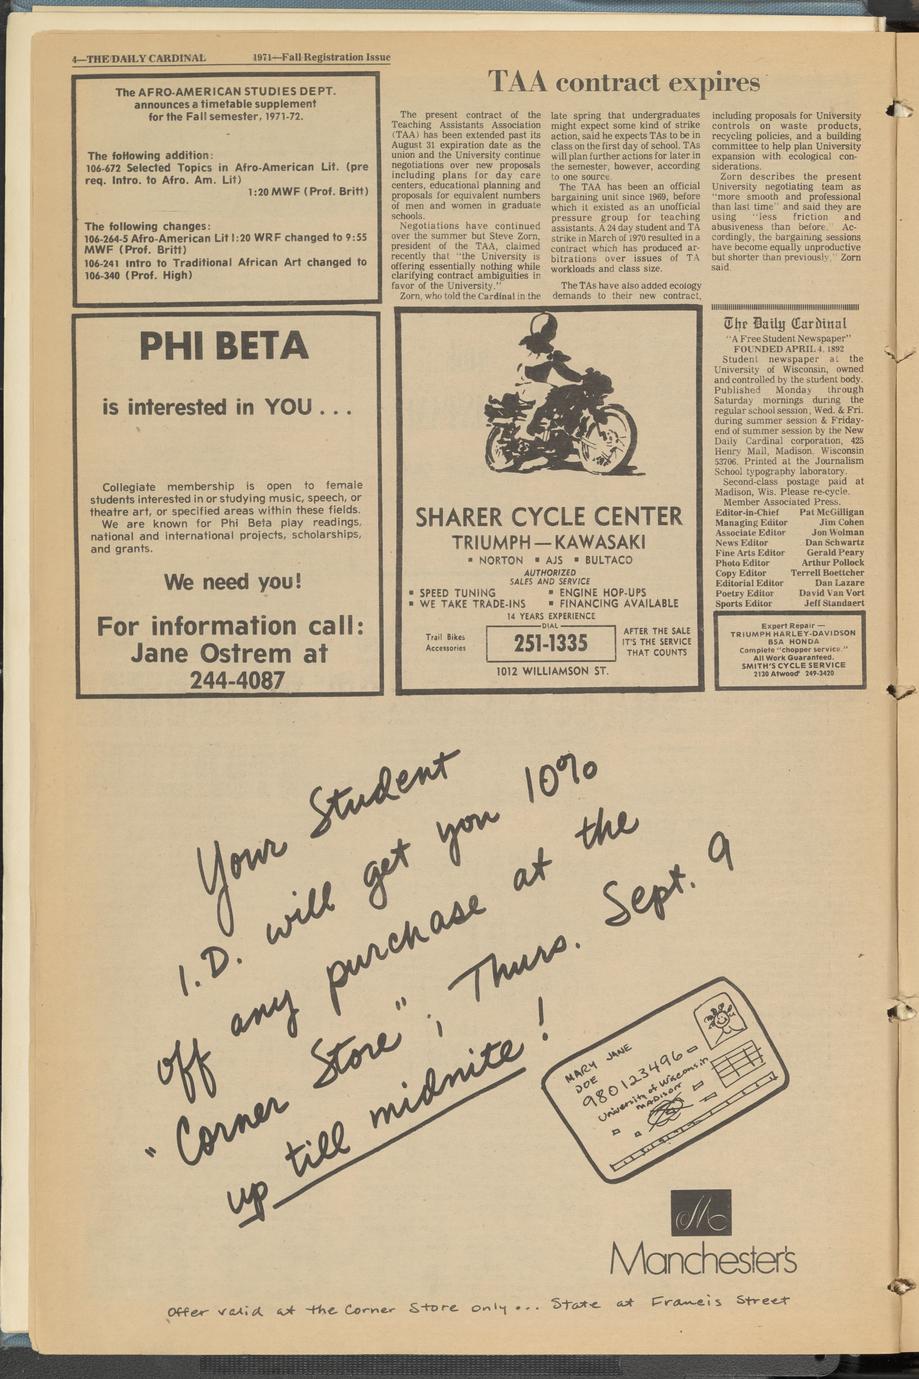 4—THE DAILY CARDINAL 1971—Fall Registration Issue
The AFRO-AMERICAN STUDIES DEPT.
announces a timetable supplement
for the Fall semester, 1971-72.
The following addition:
106-672 Selected Topics in Afro-American Lit. (pre
req. Intro. to Afro. Am. Lit)
1:20 MWF (Prof. Britt)
The following changes:
106-264-5 Afro-American Lit 1:20 WRF changed to 9:55
MWF (Prof. Britt)
106-241 Intro to Traditional African Art changed to
106-340 (Prof. High)
TAA contract expires
The present contract of the
Teaching Assistants Association
(TAA) has been extended past its
August 31 expiration date as the
union and the University continue
negotiations over new proposals
including plans for day care
centers, educational planning and
proposals for equivalent numbers
of men and women in graduate
schools.
Negotiations have continued
over the summer but Steve Zorn,
president of the TAA, claimed
recently that "the University is
offering essentially nothing while
clarifying contract ambiguities in
favor of the University."
Zorn, who told the Cardinal in the
late spring that undergraduates
might expect some kind of strike
action, said he expects TAs to be in
class on the first day of school. TAs
will plan further actions for later in
the semester, however, according
to one source.
The TAA has been an official
bargaining unit since 1969, before
which it existed as an unofficial
pressure group for teaching
assistants. A 24 day student and TA
strike in March of 1970 resulted in a
contract which has produced ar-
bitrations over issues of TA
workloads and class size.
The TAs have also added ecology
demands to their new contract,
including proposals for University
controls on waste products,
recycling policies, and a building
committee to help plan University
expansion with ecological con-
siderations.
Zorn describes the present
University negotiating team as
"more smooth and professional
than last time" and said they are
using "less friction and
abusiveness than before." Ac-
cordingly, the bargaining sessions
have become equally unproductive
but shorter than previously," Zorn
said.
PHI BETA
is interested in YOU . . .
Collegiate membership is open to female
students interested in or studying music, speech, or
theatre art, or specified areas within these fields.
We are known for Phi Beta play readings,
national and international projects, scholarships,
and grants.
We need you!
For information call:
Jane Ostrem at
244-4087
SHARER CYCLE CENTER
TRIUMPH — KAWASAKI
▪ NORTON ▪ AJS ▪ BULTACO
AUTHORIZED
SALES AND SERVICE
▪ SPEED TUNING ▪ ENGINE HOP-UPS
▪ WE TAKE TRADE-INS ▪ FINANCING AVAILABLE
14 YEARS EXPERIENCE
Trail Bikes
Accessories
DIAL
251-1335
AFTER THE SALE
IT'S THE SERVICE
THAT COUNTS
1012 WILLIAMSON ST.
The Daily Cardinal
"A Free Student Newspaper"
FOUNDED APRIL 4, 1892
Student newspaper at the
University of Wisconsin, owned
and controlled by the student body.
Published Monday through
Saturday mornings during the
regular school session, Wed. & Fri.
during summer session & Friday-
end of summer session by the New
Daily Cardinal corporation, 425
Henry Mall, Madison, Wisconsin
53706. Printed at the Journalism
School typography laboratory.
Second-class postage paid at
Madison, Wis. Please re-cycle.
Member Associated Press.
Editor-in-Chief Pat McGilligan
Managing Editor Jim Cohen
Associate Editor Jon Wolman
News Editor Dan Schwartz
Fine Arts Editor Gerald Peary
Photo Editor Arthur Pollock
Copy Editor Terrell Boettcher
Editorial Editor Dan Lazare
Poetry Editor David Van Vort
Sports Editor Jeff Standaert
Expert Repair —
TRIUMPH HARLEY-DAVIDSON
BSA HONDA
Complete "chopper service."
All Work Guaranteed.
SMITH'S CYCLE SERVICE
2130 Atwood 249-3420
Your Student
I.D. will get you 10%
off any purchase at the
"Corner Store"; Thurs. Sept. 9
up till midnite!
MARY JANE
DOE
980123496
University of Wisconsin
MADISON
M
Manchester's
Offer valid at the Corner Store only... State at Francis Street